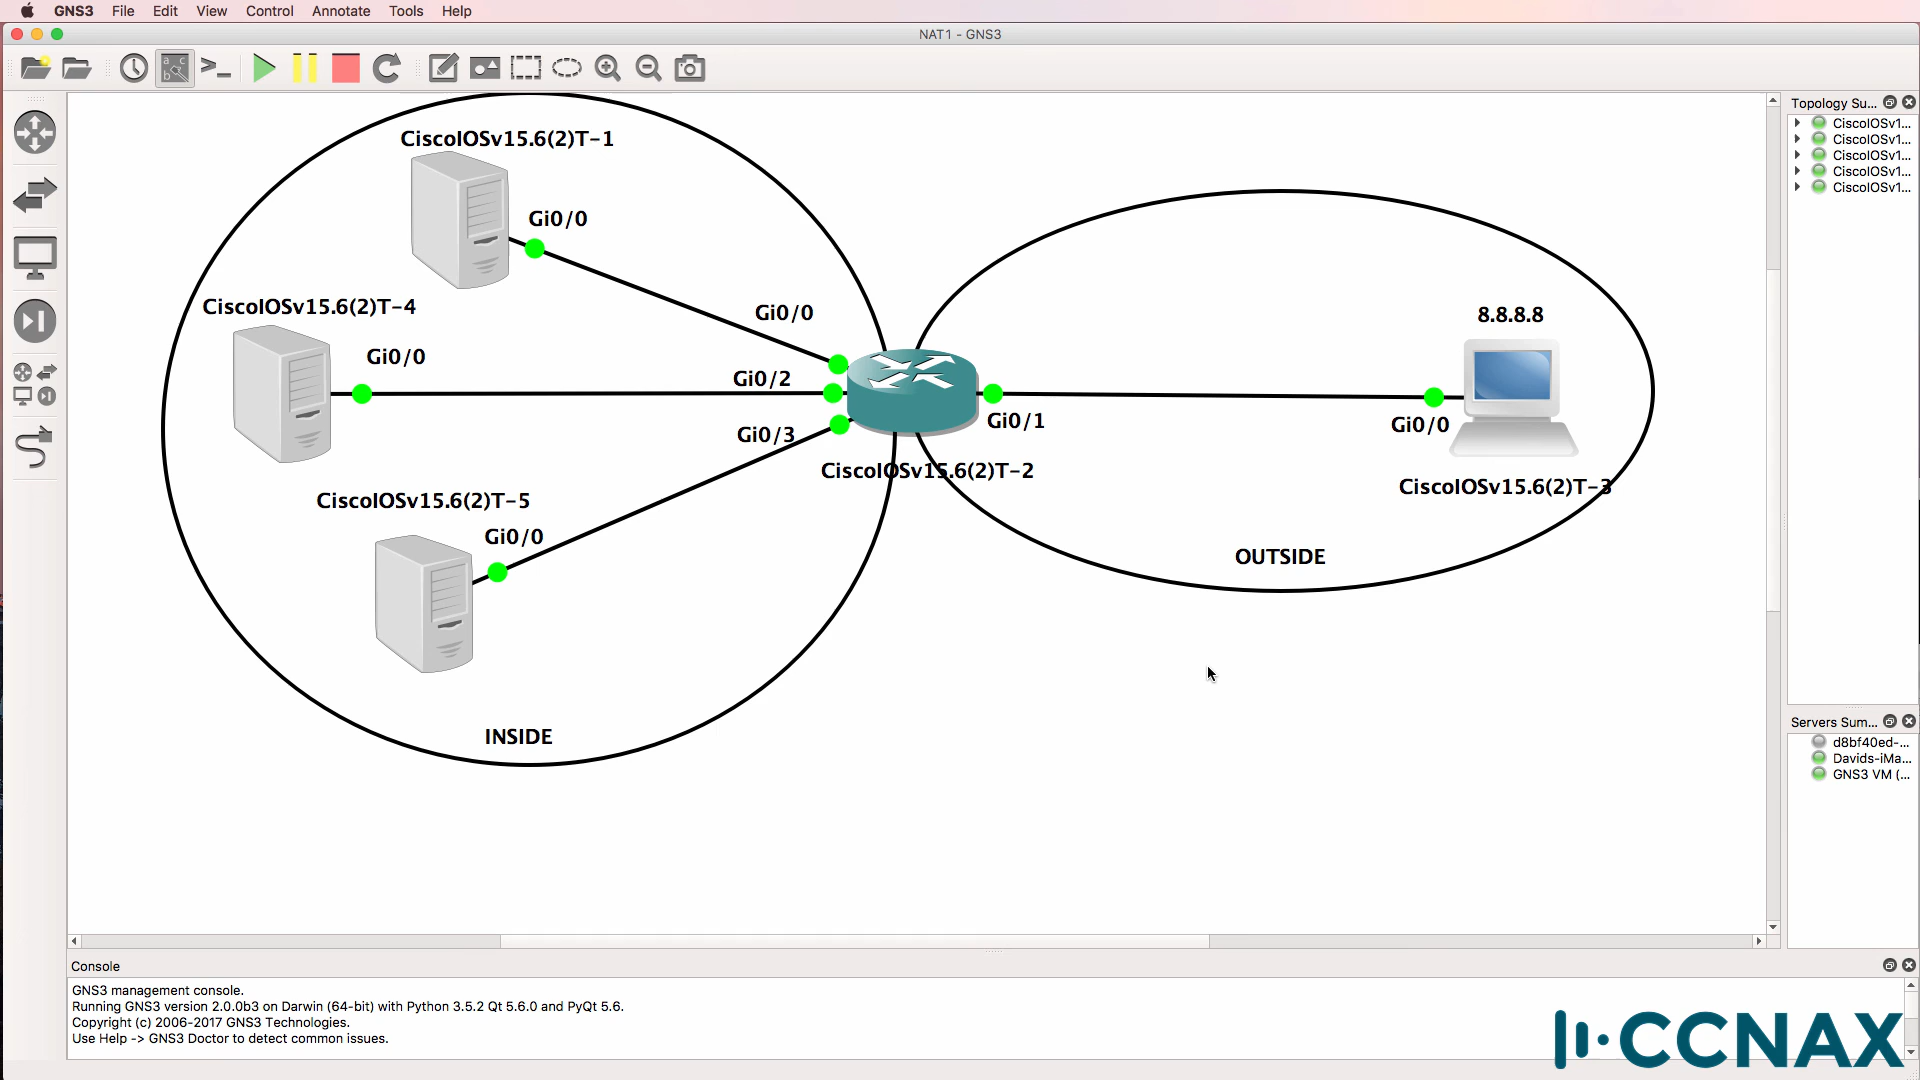 GNS3 File Edit View Control Annotate Tools Help
NAT1 - GNS3
Topology Su...
CiscoIOSv1...
CiscoIOSv1...
CiscoIOSv1...
CiscoIOSv1...
CiscoIOSv1...
CiscoIOSv15.6(2)T-1
Gi0/0
Gi0/0
CiscoIOSv15.6(2)T-4
Gi0/0
Gi0/2
Gi0/3
CiscoIOSv15.6(2)T-5
Gi0/0
INSIDE
CiscoIOSv15.6(2)T-2
Gi0/1
8.8.8.8
Gi0/0
CiscoIOSv15.6(2)T-3
OUTSIDE
Servers Sum...
d8bf40ed-...
Davids-iMa...
GNS3 VM (...
Console
GNS3 management console.
Running GNS3 version 2.0.0b3 on Darwin (64-bit) with Python 3.5.2 Qt 5.6.0 and PyQt 5.6.
Copyright (c) 2006-2017 GNS3 Technologies.
Use Help -> GNS3 Doctor to detect common issues.
CCNAX